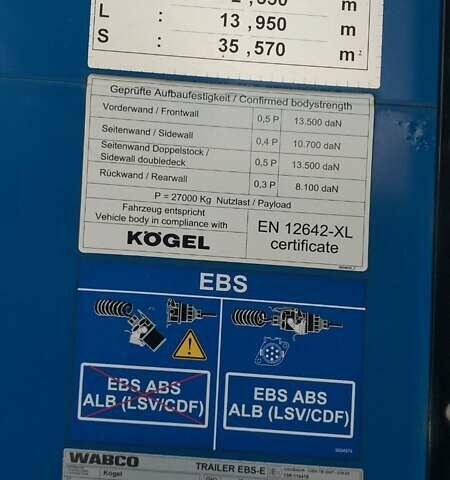 m
L : 13,950 m
S : 35,570 m²
Geprüfte Aufbaufestigkeit / Confirmed bodystrength
Vorderwand / Frontwall 0,5 P 13.500 daN
Seitenwand / Sidewall 0,4 P 10.700 daN
Seitenwand Doppelstock /
Sidewall doubledeck 0,5 P 13.500 daN
Rückwand / Rearwall 0,3 P 8.100 daN
P = 27000 Kg Nutzlast / Payload
Fahrzeug entspricht
Vehicle body in compliance with
KÖGEL
EN 12642-XL
certificate
EBS
EBS ABS
ALB (LSV/CDF)
EBS ABS
ALB (LSV/CDF)
WABCO TRAILER EBS-E
Kögel